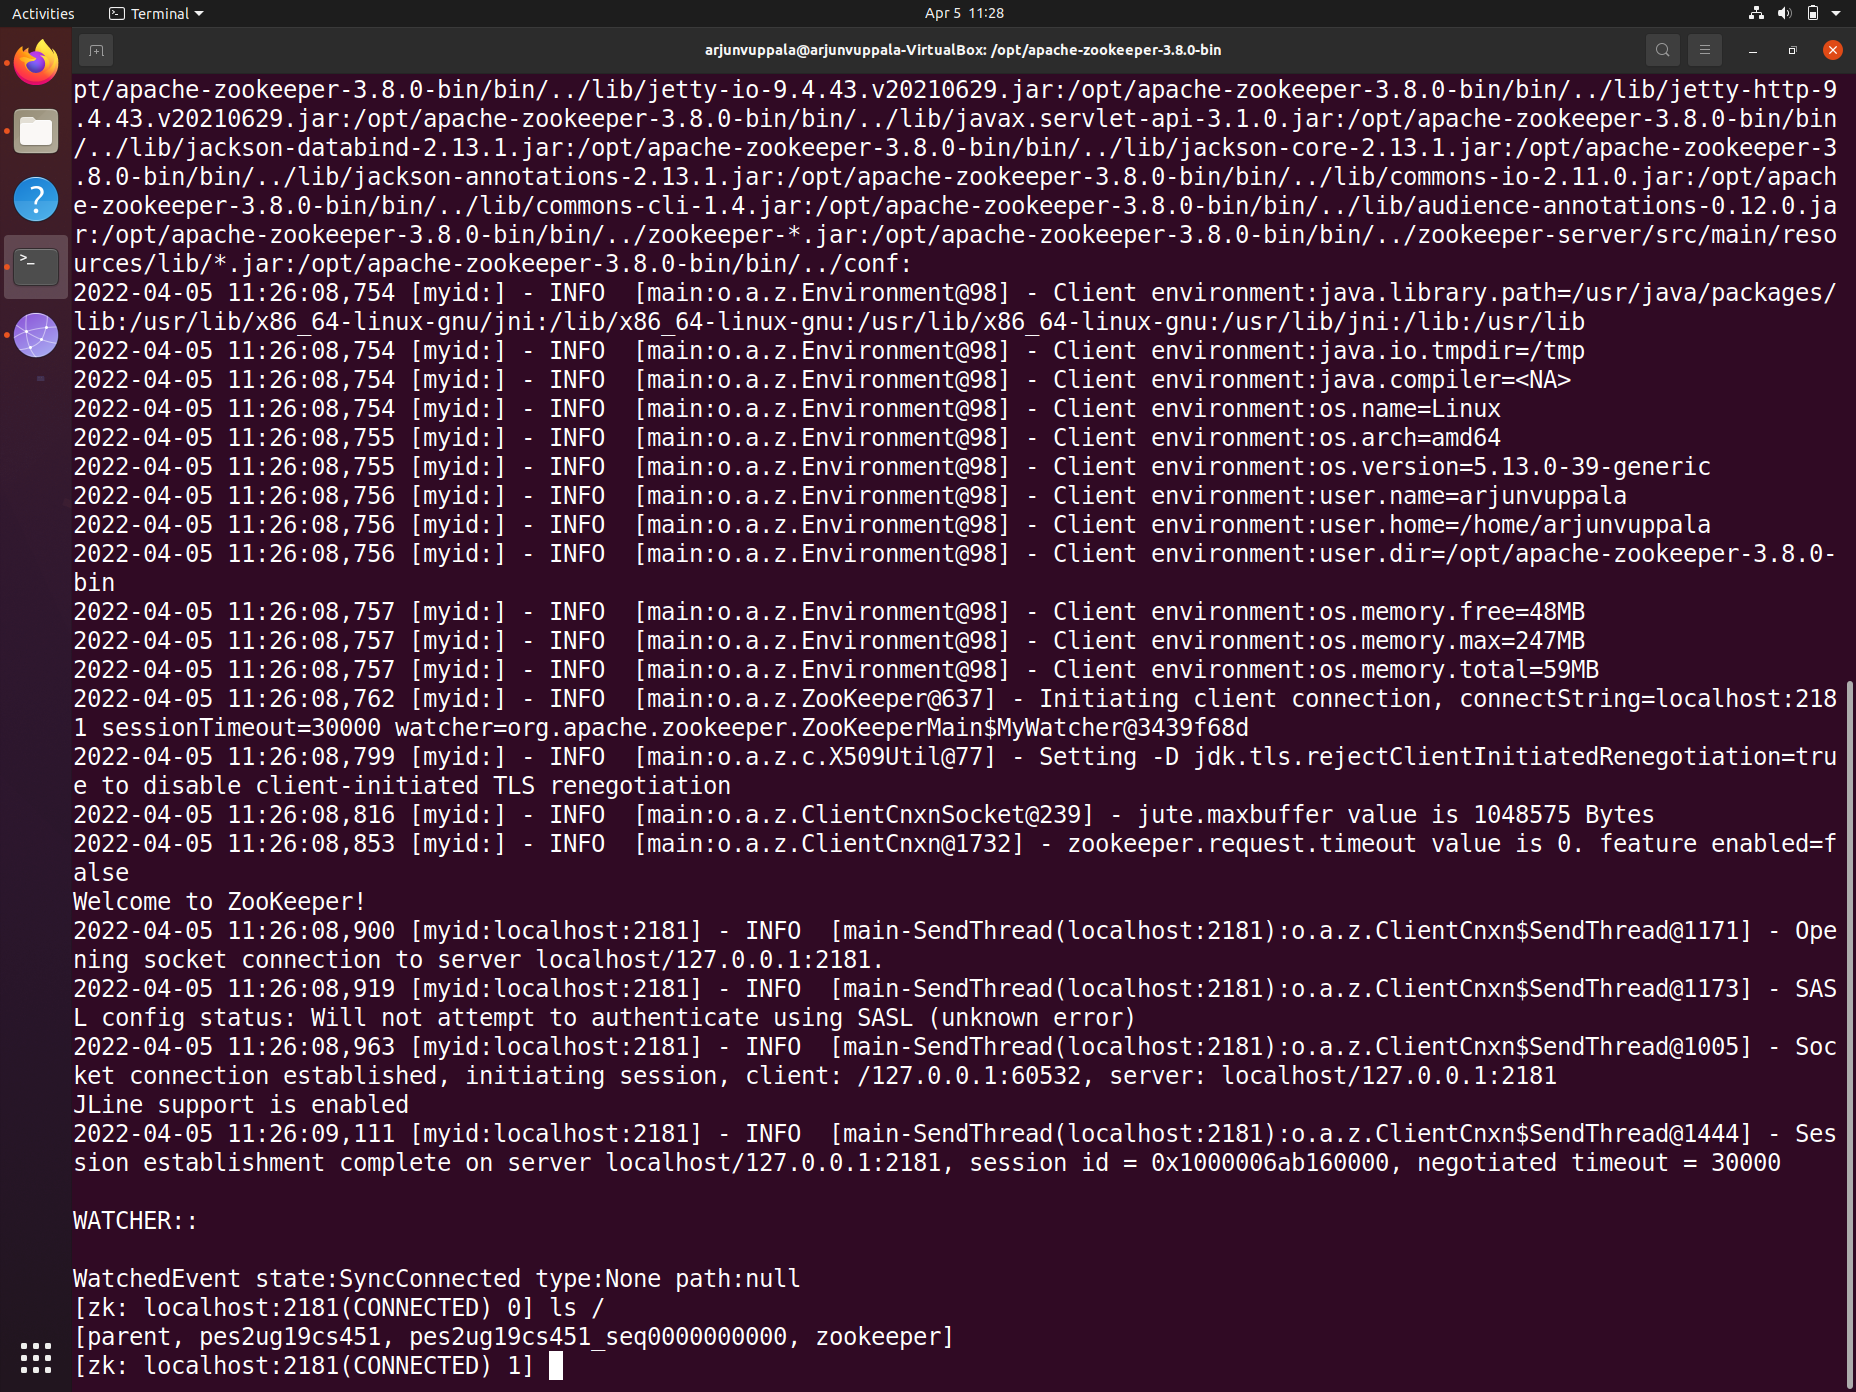 Activities
Terminal
Apr 5 11:28
arjunvuppala@arjunvuppala-VirtualBox: /opt/apache-zookeeper-3.8.0-bin
pt/apache-zookeeper-3.8.0-bin/bin/../lib/jetty-io-9.4.43.v20210629.jar:/opt/apache-zookeeper-3.8.0-bin/bin/../lib/jetty-http-9
.4.43.v20210629.jar:/opt/apache-zookeeper-3.8.0-bin/bin/../lib/javax.servlet-api-3.1.0.jar:/opt/apache-zookeeper-3.8.0-bin/bin
/../lib/jackson-databind-2.13.1.jar:/opt/apache-zookeeper-3.8.0-bin/bin/../lib/jackson-core-2.13.1.jar:/opt/apache-zookeeper-3
.8.0-bin/bin/../lib/jackson-annotations-2.13.1.jar:/opt/apache-zookeeper-3.8.0-bin/bin/../lib/commons-io-2.11.0.jar:/opt/apach
e-zookeeper-3.8.0-bin/bin/../lib/commons-cli-1.4.jar:/opt/apache-zookeeper-3.8.0-bin/bin/../lib/audience-annotations-0.12.0.ja
r:/opt/apache-zookeeper-3.8.0-bin/bin/../zookeeper-*.jar:/opt/apache-zookeeper-3.8.0-bin/bin/../zookeeper-server/src/main/reso
urces/lib/*.jar:/opt/apache-zookeeper-3.8.0-bin/bin/../conf:
2022-04-05 11:26:08,754 [myid:] - INFO  [main:o.a.z.Environment@98] - Client environment:java.library.path=/usr/java/packages/
lib:/usr/lib/x86_64-linux-gnu/jni:/lib/x86_64-linux-gnu:/usr/lib/x86_64-linux-gnu:/usr/lib/jni:/lib:/usr/lib
2022-04-05 11:26:08,754 [myid:] - INFO  [main:o.a.z.Environment@98] - Client environment:java.io.tmpdir=/tmp
2022-04-05 11:26:08,754 [myid:] - INFO  [main:o.a.z.Environment@98] - Client environment:java.compiler=<NA>
2022-04-05 11:26:08,754 [myid:] - INFO  [main:o.a.z.Environment@98] - Client environment:os.name=Linux
2022-04-05 11:26:08,755 [myid:] - INFO  [main:o.a.z.Environment@98] - Client environment:os.arch=amd64
2022-04-05 11:26:08,755 [myid:] - INFO  [main:o.a.z.Environment@98] - Client environment:os.version=5.13.0-39-generic
2022-04-05 11:26:08,756 [myid:] - INFO  [main:o.a.z.Environment@98] - Client environment:user.name=arjunvuppala
2022-04-05 11:26:08,756 [myid:] - INFO  [main:o.a.z.Environment@98] - Client environment:user.home=/home/arjunvuppala
2022-04-05 11:26:08,756 [myid:] - INFO  [main:o.a.z.Environment@98] - Client environment:user.dir=/opt/apache-zookeeper-3.8.0-
bin
2022-04-05 11:26:08,757 [myid:] - INFO  [main:o.a.z.Environment@98] - Client environment:os.memory.free=48MB
2022-04-05 11:26:08,757 [myid:] - INFO  [main:o.a.z.Environment@98] - Client environment:os.memory.max=247MB
2022-04-05 11:26:08,757 [myid:] - INFO  [main:o.a.z.Environment@98] - Client environment:os.memory.total=59MB
2022-04-05 11:26:08,762 [myid:] - INFO  [main:o.a.z.ZooKeeper@637] - Initiating client connection, connectString=localhost:218
1 sessionTimeout=30000 watcher=org.apache.zookeeper.ZooKeeperMain$MyWatcher@3439f68d
2022-04-05 11:26:08,799 [myid:] - INFO  [main:o.a.z.c.X509Util@77] - Setting -D jdk.tls.rejectClientInitiatedRenegotiation=tru
e to disable client-initiated TLS renegotiation
2022-04-05 11:26:08,816 [myid:] - INFO  [main:o.a.z.ClientCnxnSocket@239] - jute.maxbuffer value is 1048575 Bytes
2022-04-05 11:26:08,853 [myid:] - INFO  [main:o.a.z.ClientCnxn@1732] - zookeeper.request.timeout value is 0. feature enabled=f
alse
Welcome to ZooKeeper!
2022-04-05 11:26:08,900 [myid:localhost:2181] - INFO  [main-SendThread(localhost:2181):o.a.z.ClientCnxn$SendThread@1171] - Ope
ning socket connection to server localhost/127.0.0.1:2181.
2022-04-05 11:26:08,919 [myid:localhost:2181] - INFO  [main-SendThread(localhost:2181):o.a.z.ClientCnxn$SendThread@1173] - SAS
L config status: Will not attempt to authenticate using SASL (unknown error)
2022-04-05 11:26:08,963 [myid:localhost:2181] - INFO  [main-SendThread(localhost:2181):o.a.z.ClientCnxn$SendThread@1005] - Soc
ket connection established, initiating session, client: /127.0.0.1:60532, server: localhost/127.0.0.1:2181
JLine support is enabled
2022-04-05 11:26:09,111 [myid:localhost:2181] - INFO  [main-SendThread(localhost:2181):o.a.z.ClientCnxn$SendThread@1444] - Ses
sion establishment complete on server localhost/127.0.0.1:2181, session id = 0x1000006ab160000, negotiated timeout = 30000
WATCHER::
WatchedEvent state:SyncConnected type:None path:null
[zk: localhost:2181(CONNECTED) 0] ls /
[parent, pes2ug19cs451, pes2ug19cs451_seq0000000000, zookeeper]
[zk: localhost:2181(CONNECTED) 1]